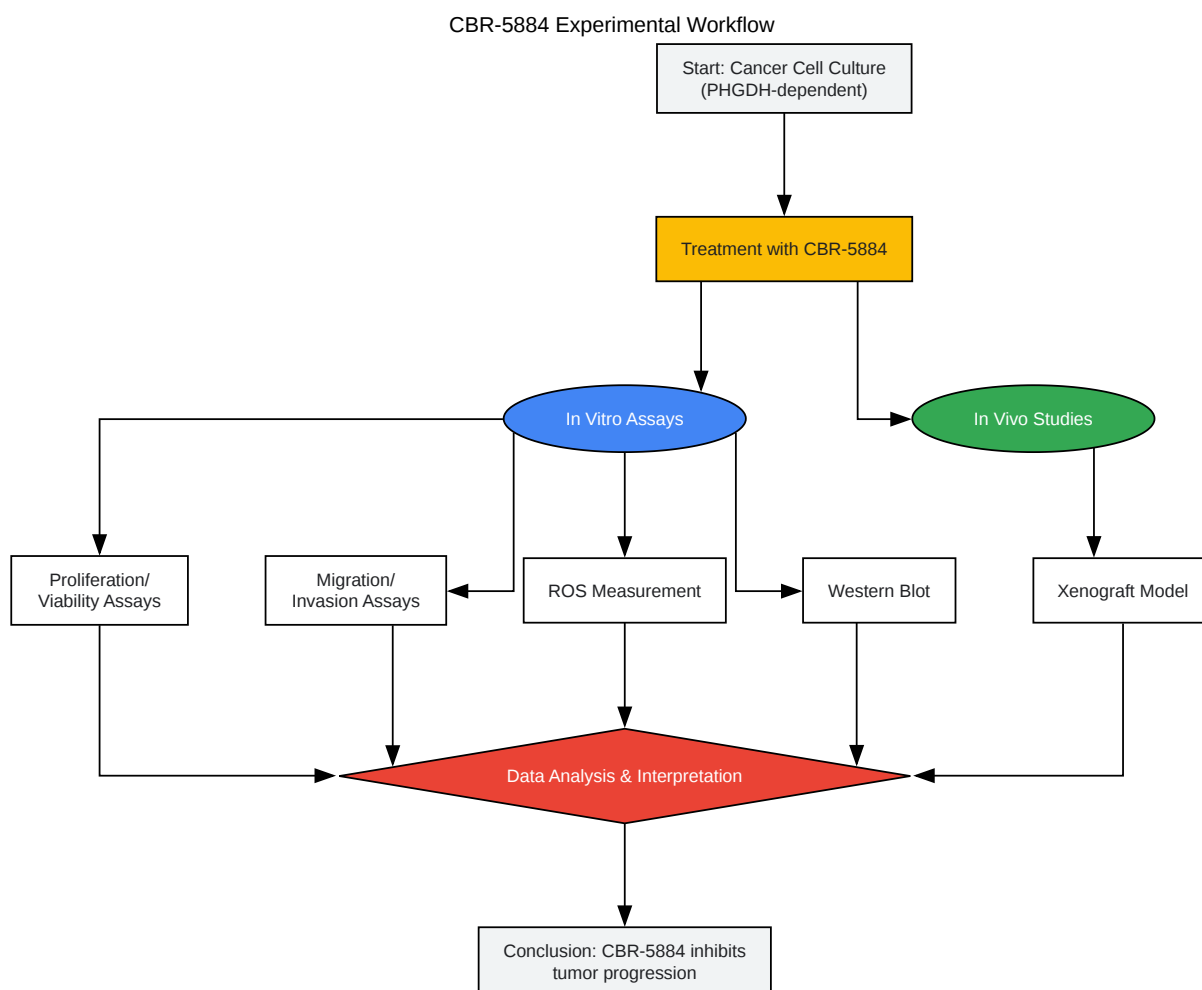 CBR-5884 Experimental Workflow
Start: Cancer Cell Culture
(PHGDH-dependent)
Treatment with CBR-5884
In Vitro Assays
In Vivo Studies
Proliferation/
Viability Assays
Migration/
Invasion Assays
ROS Measurement
Western Blot
Xenograft Model
Data Analysis & Interpretation
Conclusion: CBR-5884 inhibits
tumor progression